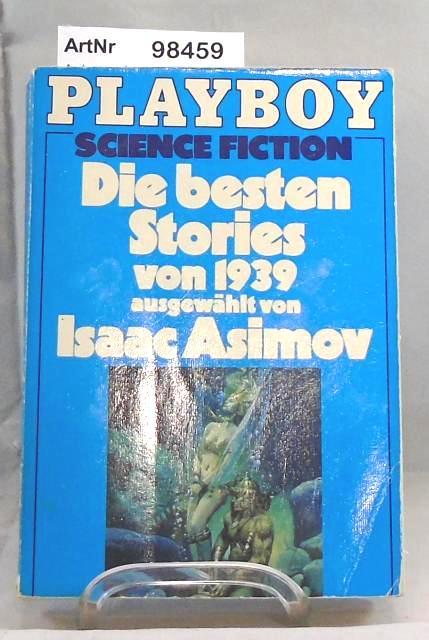 ArtNr 98459
PLAYBOY
SCIENCE FICTION
Die besten
Stories
von 1939
ausgewählt von
Isaac Asimov